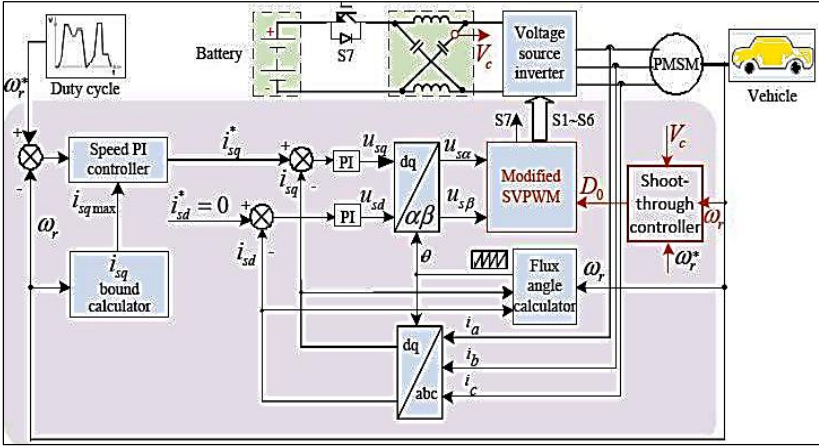 Battery
S7
V_c
Voltage source inverter
PMSM
Vehicle
Duty cycle
ω_r*
S7
S1~S6
+
-
Speed PI controller
i_sq*
+
-
i_sq
PI
u_sq
dq
αβ
u_sα
Modified SVPWM
D_0
V_c
Shoot-through controller
ω_r
ω_r*
i_sq max
i_sd* = 0
+
-
i_sd
PI
u_sd
u_sβ
ω_r
i_sq bound calculator
θ
Flux angle calculator
ω_r
dq
abc
i_a
i_b
i_c